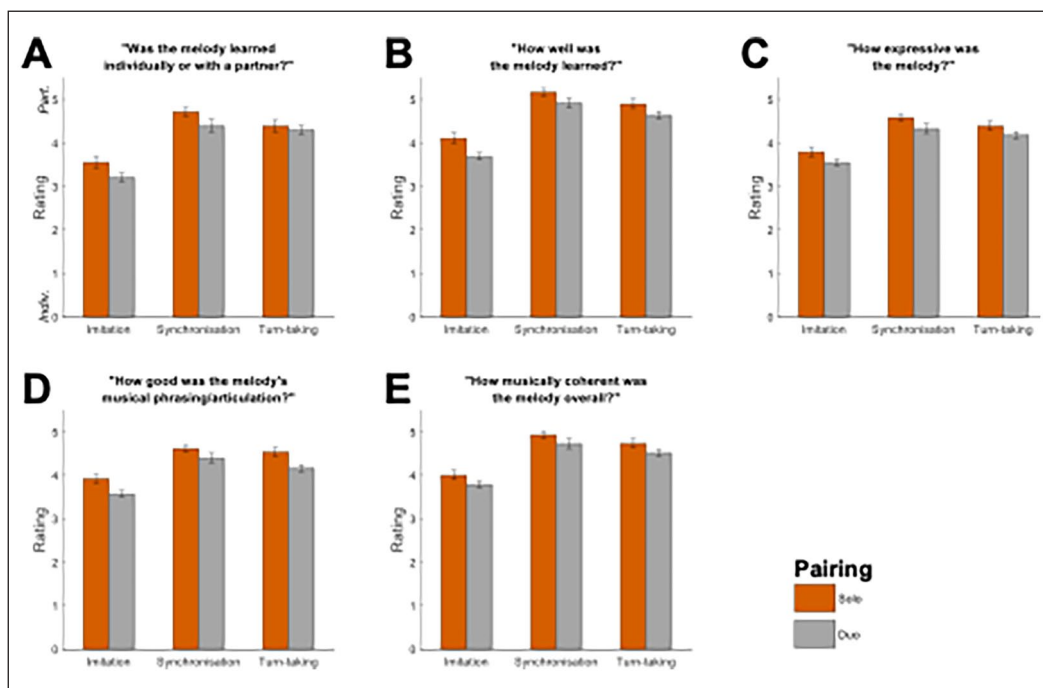 A
"Was the melody learned
individually or with a partner?"
Part.
5
4
3
2
1
0
Indiv.
Rating
Imitation Synchronisation Turn-taking
B
"How well was
the melody learned?"
5
4
3
2
1
0
Rating
Imitation Synchronisation Turn-taking
C
"How expressive was
the melody?"
5
4
3
2
1
0
Rating
Imitation Synchronisation Turn-taking
D
"How good was the melody's
musical phrasing/articulation?"
5
4
3
2
1
0
Rating
Imitation Synchronisation Turn-taking
E
"How musically coherent was
the melody overall?"
5
4
3
2
1
0
Rating
Imitation Synchronisation Turn-taking
Pairing
Solo
Duo